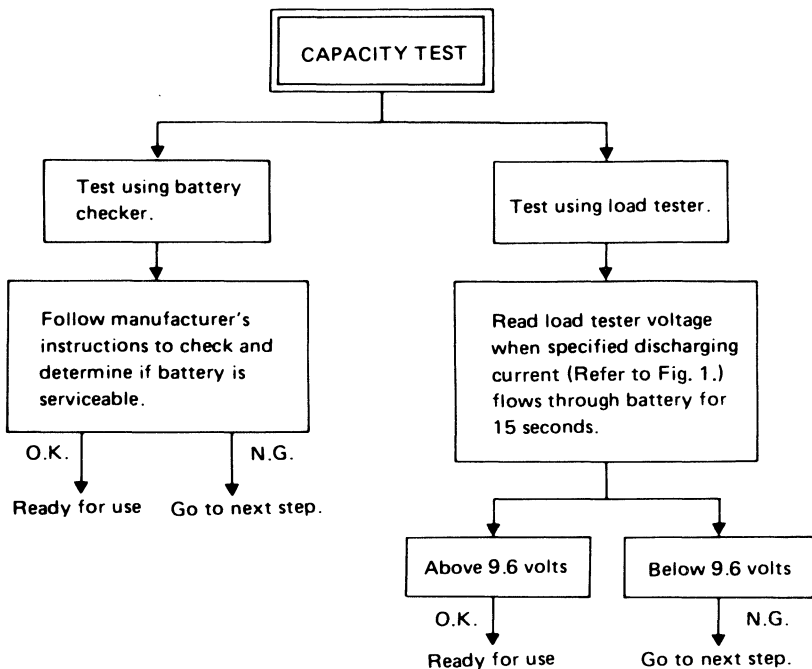 CAPACITY TEST
Test using battery
checker.
Follow manufacturer's
instructions to check and
determine if battery is
serviceable.
O.K.
N.G.
Ready for use
Go to next step.
Test using load tester.
Read load tester voltage
when specified discharging
current (Refer to Fig. 1.)
flows through battery for
15 seconds.
Above 9.6 volts
Below 9.6 volts
O.K.
N.G.
Ready for use
Go to next step.